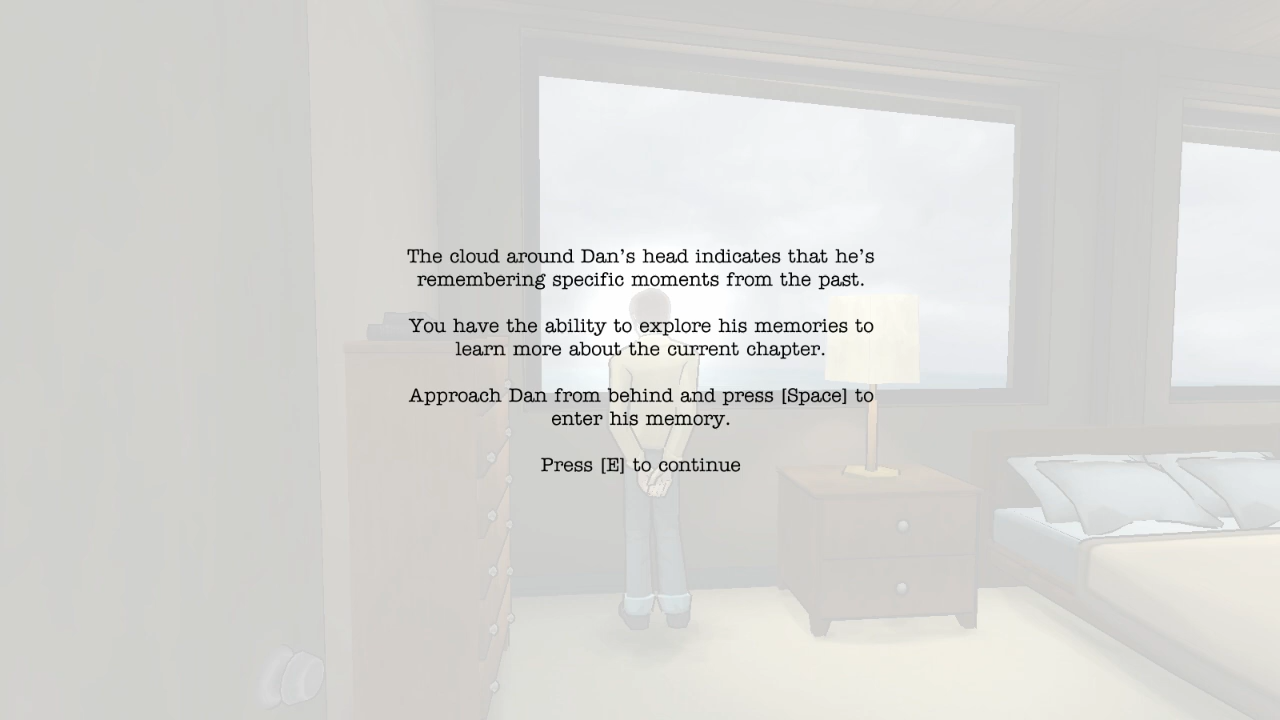 The cloud around Dan's head indicates that he's
remembering specific moments from the past.
You have the ability to explore his memories to
learn more about the current chapter.
Approach Dan from behind and press [Space] to
enter his memory.
Press [E] to continue